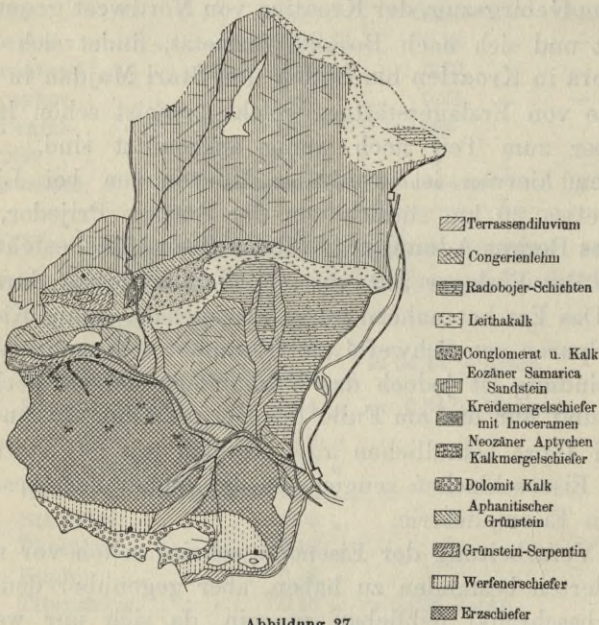 Terrassendiluvium
Congerienlehm
Radobojer-Schichten
Leithakalk
Conglomerat u. Kalk
Eozäner Samarica
Sandstein
Kreidemergelschiefer
mit Inoceramen
Neozäner Aptychen
Kalkmergelschiefer
Dolomit Kalk
Aphanitischer
Grünstein
Grünstein-Serpentin
Werfenerschiefer
Erzschiefer
Abbildung 27